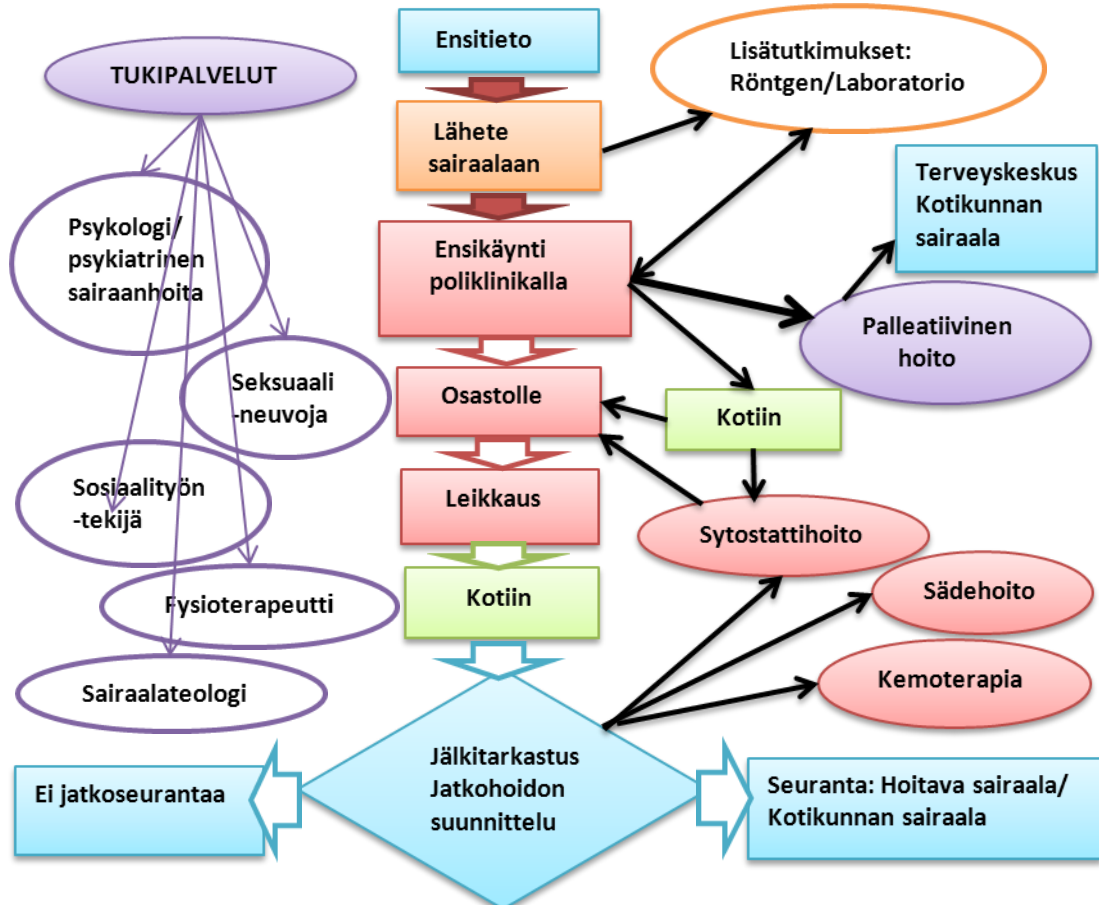 Ensitieto
Lisätutkimukset:
Röntgen/Laboratorio
TUKIPALVELUT
Lähete
sairaalaan
Terveyskeskus
Kotikunnan
sairaala
Psykologi/
psykiatrinen
sairaanhoita
Ensikäynti
poliklinikalla
Palleatiivinen
hoito
Seksuaali
-neuvoja
Osastolle
Kotiin
Sosiaalityön
-tekijä
Leikkaus
Sytostattihoito
Fysioterapeutti
Kotiin
Sädehoito
Sairaalateologi
Kemoterapia
Jälkitarkastus
Jatkohoidon
suunnittelu
Ei jatkoseurantaa
Seuranta: Hoitava sairaala/
Kotikunnan sairaala